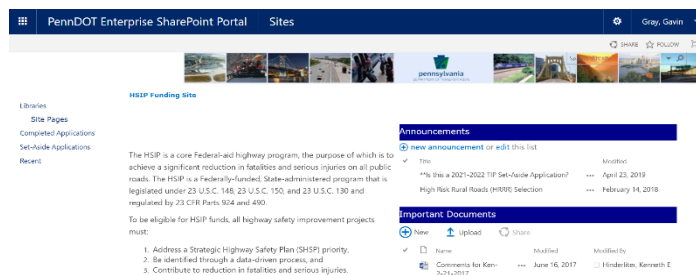 PennDOT Enterprise SharePoint Portal Sites Gray, Gavin
SHARE FOLLOW
pennsylvania
HSIP Funding Site
Libraries
Site Pages
Completed Applications
Set-Aside Applications
Recent
The HSIP is a core Federal-aid highway program, the purpose of which is to
achieve a significant reduction in fatalities and serious injuries on all public
roads. The HSIP is a Federally-funded, State-administered program that is
legislated under 23 U.S.C. 148, 23 U.S.C. 150, and 23 U.S.C. 130 and
regulated by 23 CFR Parts 924 and 490.
To be eligible for HSIP funds, all highway safety improvement projects
must:
1. Address a Strategic Highway Safety Plan (SHSP) priority,
2. Be identified through a data-driven process, and
3. Contribute to reduction in fatalities and serious injuries.
Announcements
new announcement or edit this list
Title Modified
**Is this a 2021-2022 TIP Set-Aside Application? ... April 23, 2019
High Risk Rural Roads (HRRR) Selection ... February 14, 2018
Important Documents
New Upload Share
Name Modified Modified By
Comments for Ken- ... June 16, 2017 Hinderliter, Kenneth E
2-21-2017